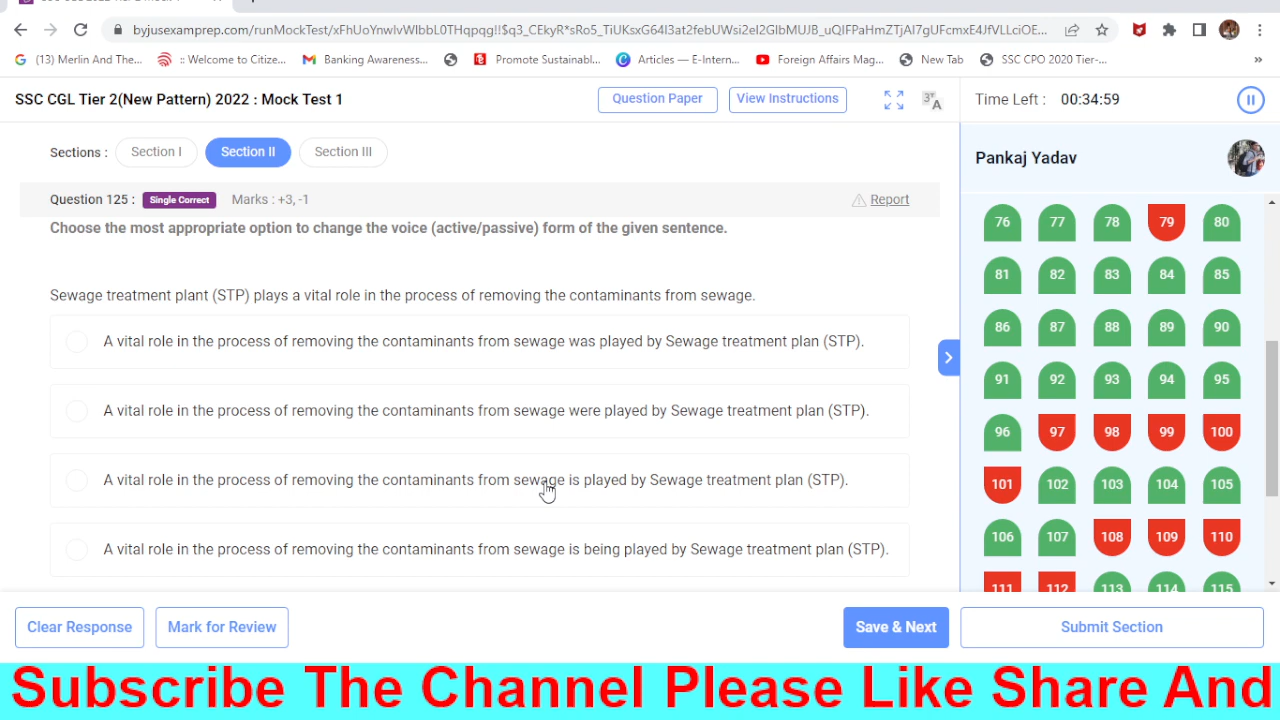 byjusexamprep.com/runMockTest/xFhUoYnwIvWIbbL0THqpqg!!$q3_CEkyR*sRo5_TiUKsxG64I3at2febUWsi2eI2GIbMUJB_uQIFPaHmZTjAI7gUFcmxE4JfVLLciOE...
(13) Merlin And The...
:: Welcome to Citize...
Banking Awareness...
Promote Sustainabl...
Articles — E-Intern...
Foreign Affairs Mag...
New Tab
SSC CPO 2020 Tier-...
»
SSC CGL Tier 2(New Pattern) 2022 : Mock Test 1
Question Paper
View Instructions
Time Left : 00:34:59
Sections : Section I Section II Section III
Pankaj Yadav
Question 125 : Single Correct Marks : +3, -1
Report
Choose the most appropriate option to change the voice (active/passive) form of the given sentence.
Sewage treatment plant (STP) plays a vital role in the process of removing the contaminants from sewage.
A vital role in the process of removing the contaminants from sewage was played by Sewage treatment plan (STP).
A vital role in the process of removing the contaminants from sewage were played by Sewage treatment plan (STP).
A vital role in the process of removing the contaminants from sewage is played by Sewage treatment plan (STP).
A vital role in the process of removing the contaminants from sewage is being played by Sewage treatment plan (STP).
76 77 78 79 80
81 82 83 84 85
86 87 88 89 90
91 92 93 94 95
96 97 98 99 100
101 102 103 104 105
106 107 108 109 110
111 112 113 114 115
Clear Response
Mark for Review
Save & Next
Submit Section
Subscribe The Channel Please Like Share And